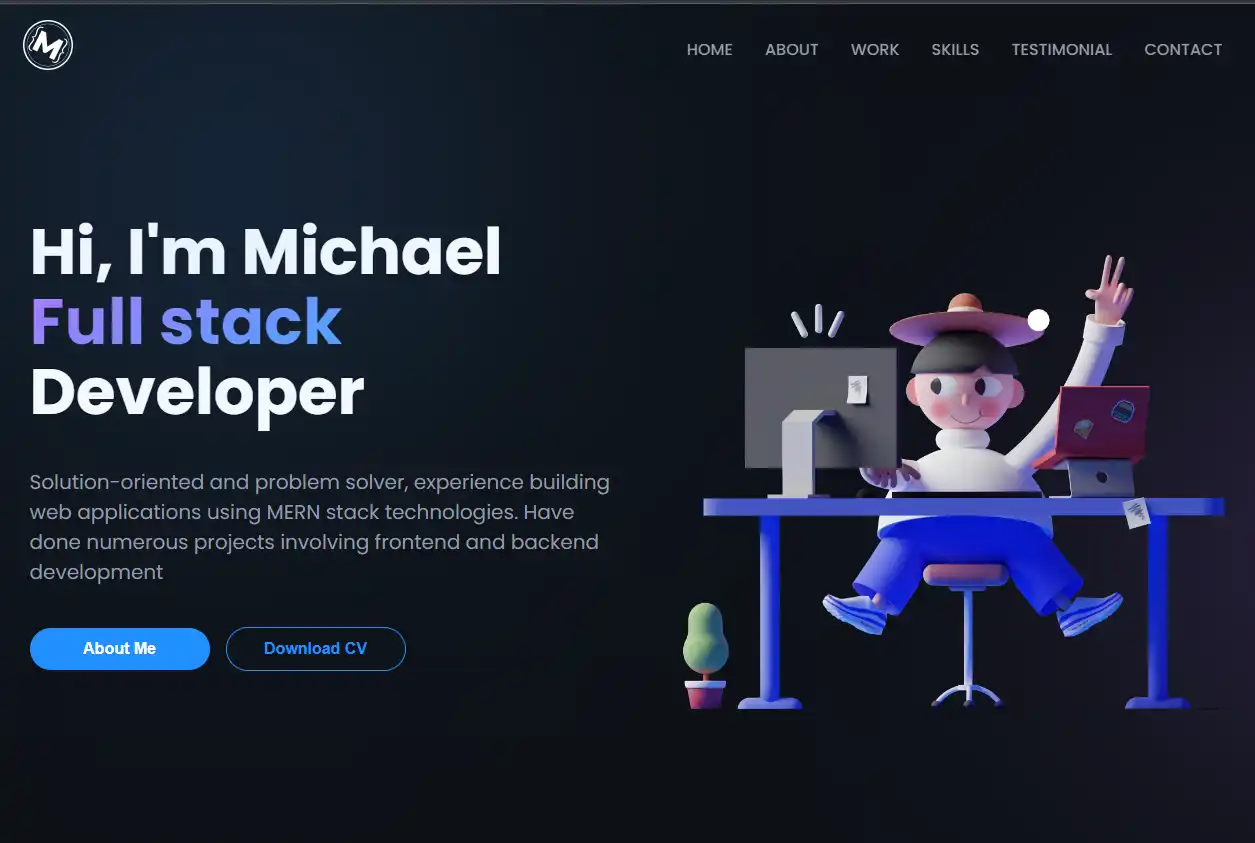 M
HOME ABOUT WORK SKILLS TESTIMONIAL CONTACT
Hi, I'm Michael
Full stack
Developer
Solution-oriented and problem solver, experience building
web applications using MERN stack technologies. Have
done numerous projects involving frontend and backend
development
About Me Download CV